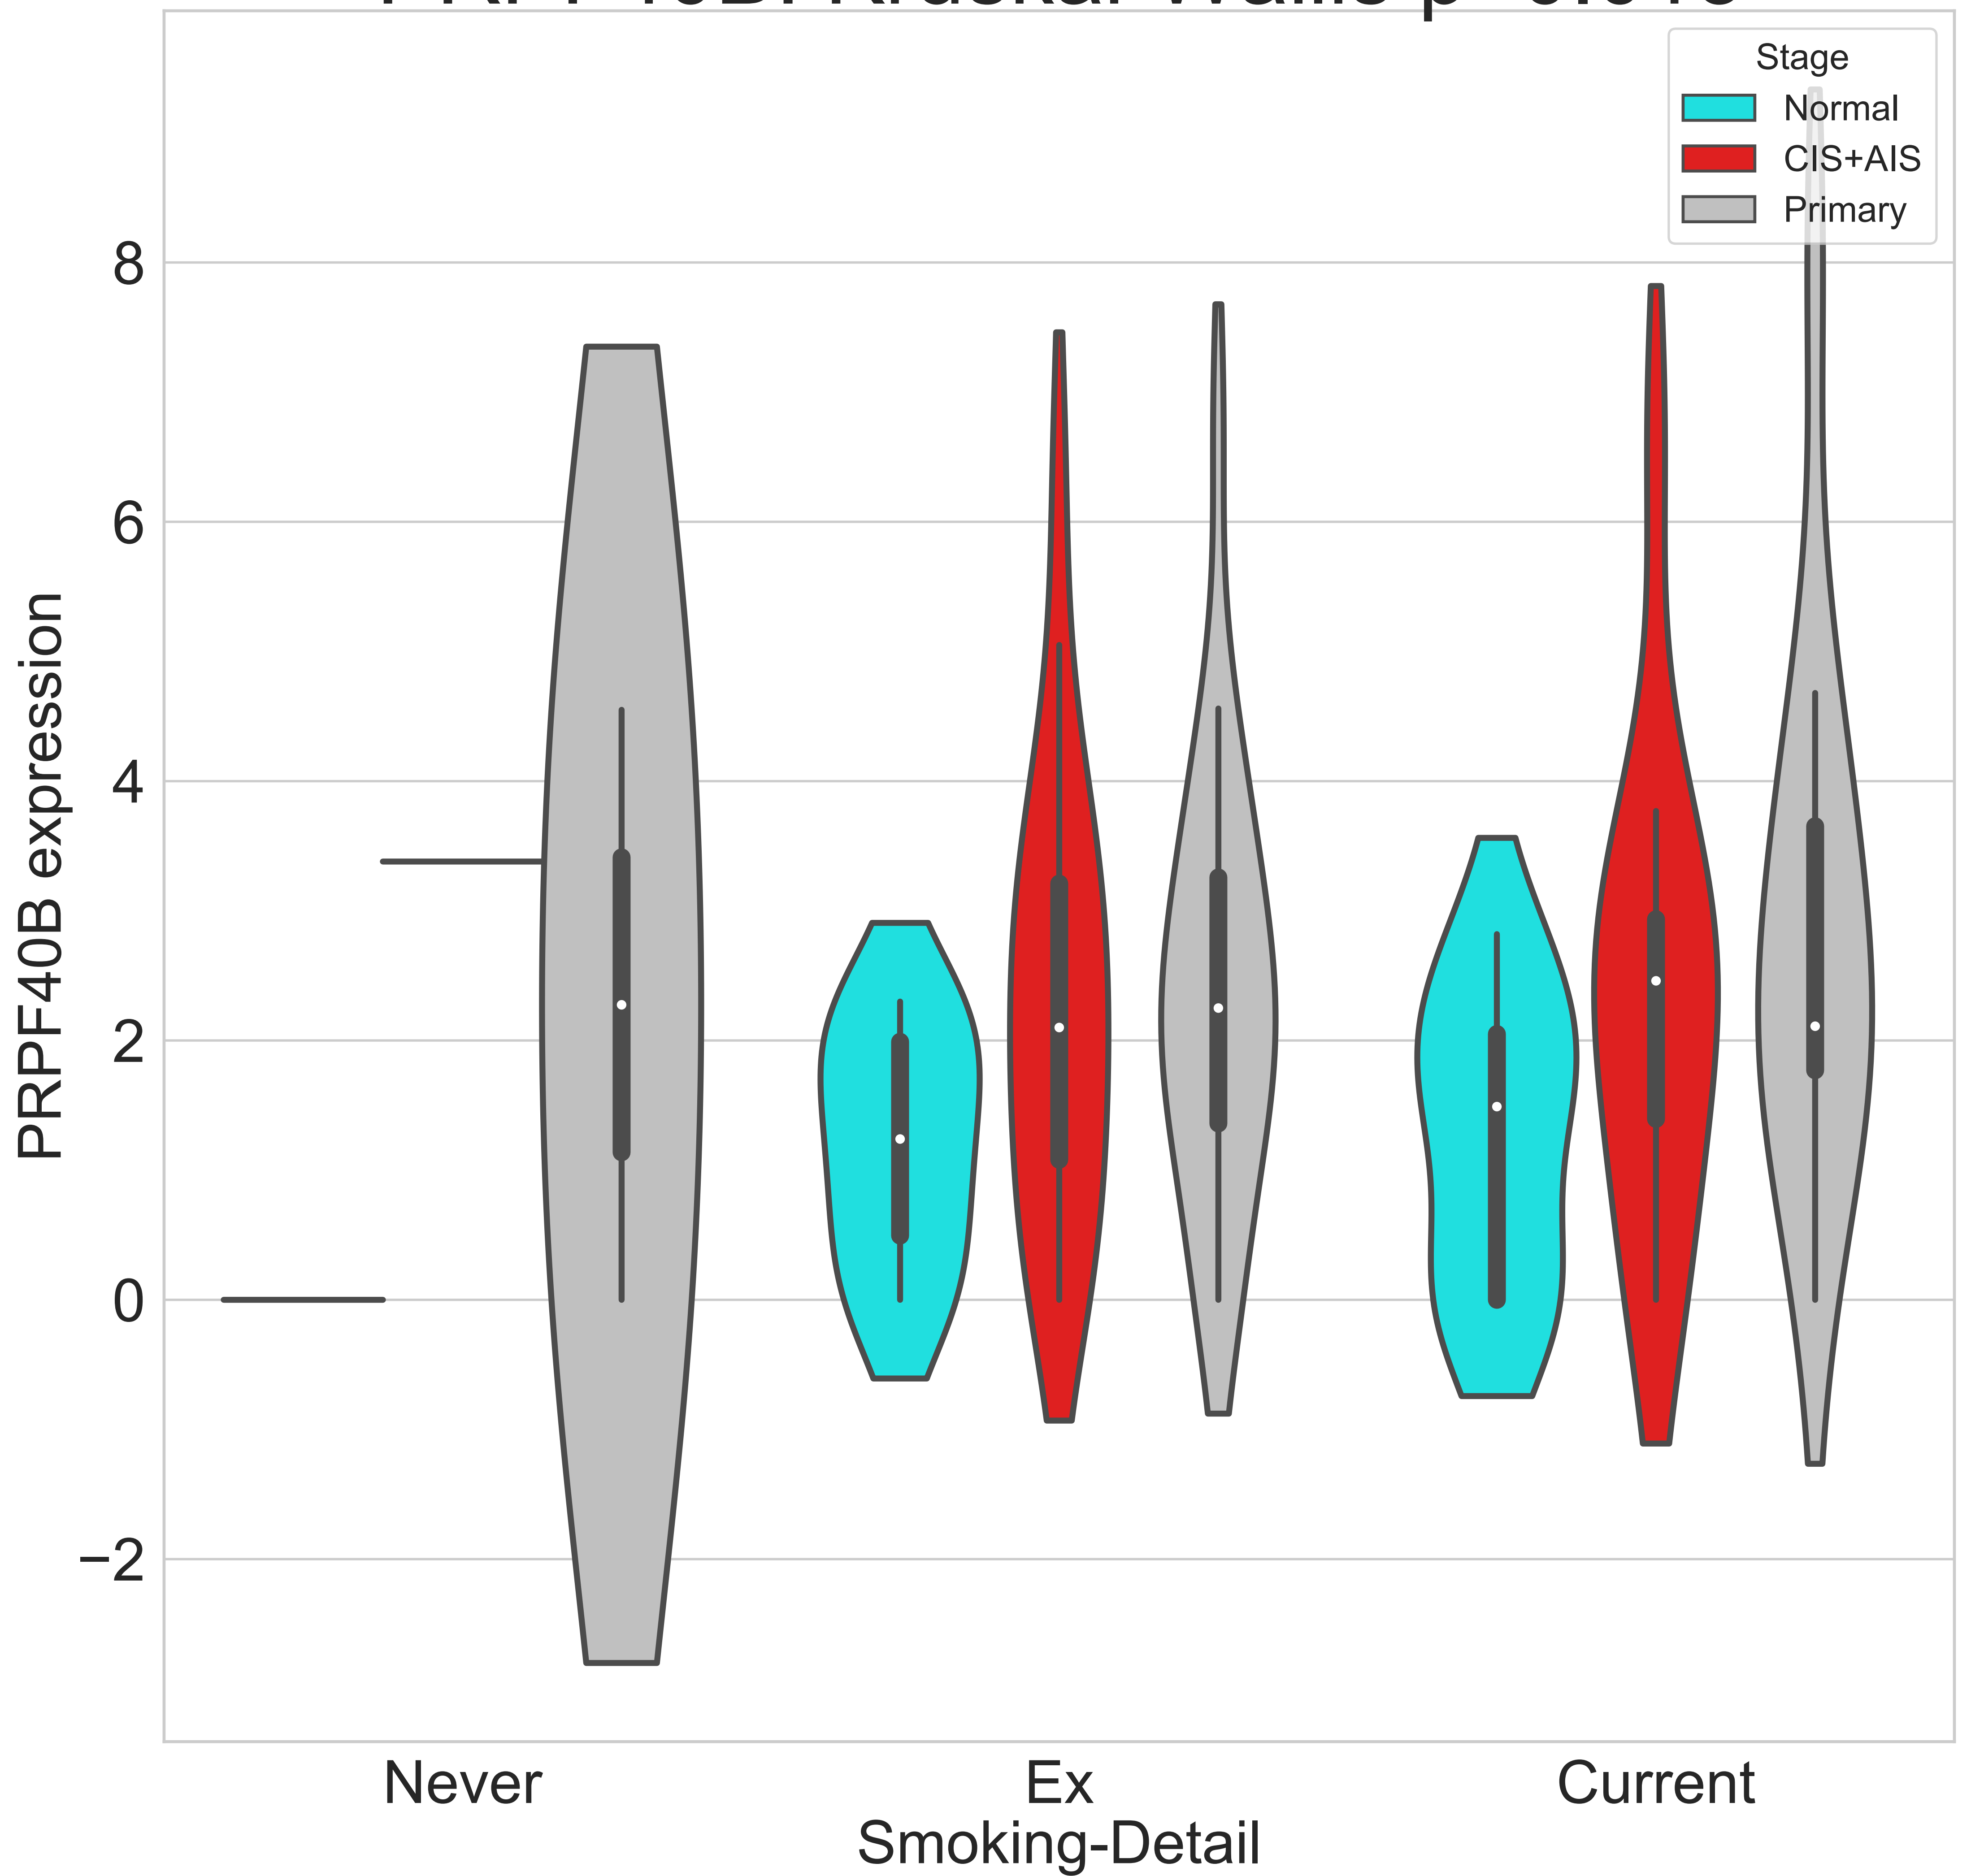 Stage
Normal
CIS+AIS
Primary
8
6
4
2
0
−2
PRPF40B expression
Never
Ex
Current
Smoking-Detail